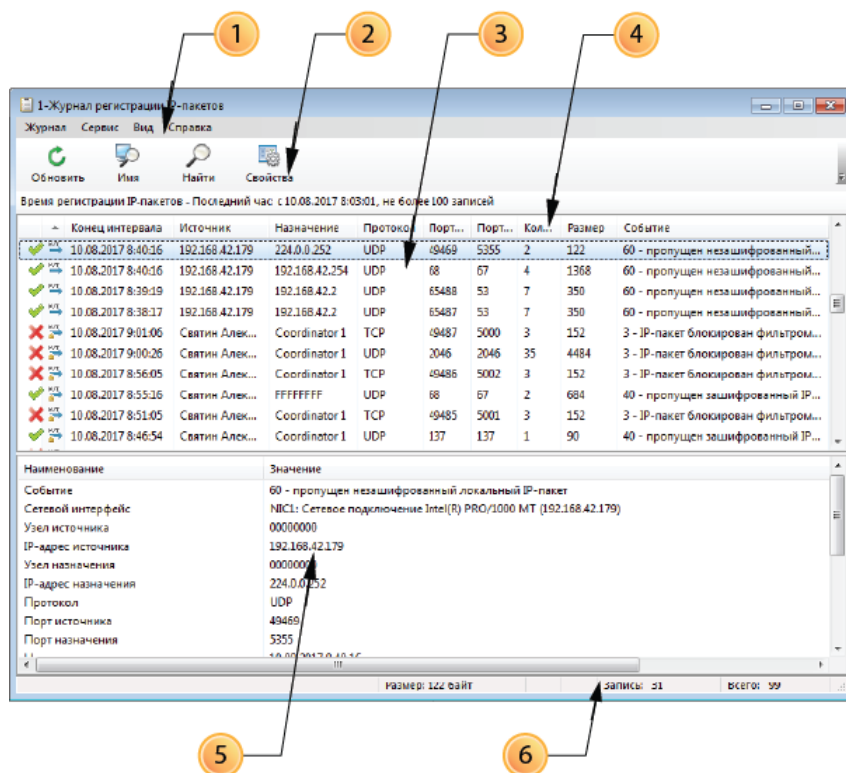 1 2 3 4
1-Журнал регистрации IP-пакетов
Журнал Сервис Вид Справка
Обновить Имя Найти Свойства
Время регистрации IP-пакетов - Последний час с 10.08.2017 8:03:01, не более 100 записей
Конец интервала Источник Назначение Протокол Порт... Порт... Кол... Размер Событие
10.08.2017 8:40:16 192.168.42.179 224.0.0.252 UDP 49469 5355 2 122 60 - пропущен незашифрованный...
10.08.2017 8:40:16 192.168.42.179 192.168.42.254 UDP 68 67 4 1368 60 - пропущен незашифрованный...
10.08.2017 8:39:19 192.168.42.179 192.168.42.2 UDP 65488 53 7 350 60 - пропущен незашифрованный...
10.08.2017 8:38:17 192.168.42.179 192.168.42.2 UDP 65487 53 7 350 60 - пропущен незашифрованный...
10.08.2017 9:01:06 Святин Алек... Coordinator 1 TCP 49487 5000 3 152 3 - IP-пакет блокирован фильтром...
10.08.2017 9:00:26 Святин Алек... Coordinator 1 UDP 2046 2046 35 4484 3 - IP-пакет блокирован фильтром...
10.08.2017 8:56:05 Святин Алек... Coordinator 1 TCP 49486 5002 3 152 3 - IP-пакет блокирован фильтром...
10.08.2017 8:55:16 Святин Алек... FFFFFFFF UDP 68 67 2 684 40 - пропущен зашифрованный IP...
10.08.2017 8:51:05 Святин Алек... Coordinator 1 TCP 49485 5001 3 152 3 - IP-пакет блокирован фильтром...
10.08.2017 8:46:54 Святин Алек... Coordinator 1 UDP 137 137 1 90 40 - пропущен зашифрованный IP...
Наименование Значение
Событие 60 - пропущен незашифрованный локальный IP-пакет
Сетевой интерфейс NIC1: Сетевое подключение Intel(R) PRO/1000 MT (192.168.42.179)
Узел источника 00000000
IP-адрес источника 192.168.42.179
Узел назначения 00000000
IP-адрес назначения 224.0.0.252
Протокол UDP
Порт источника 49469
Порт назначения 5355
Размер: 122 байт Запись: 31 Всего: 99
5 6